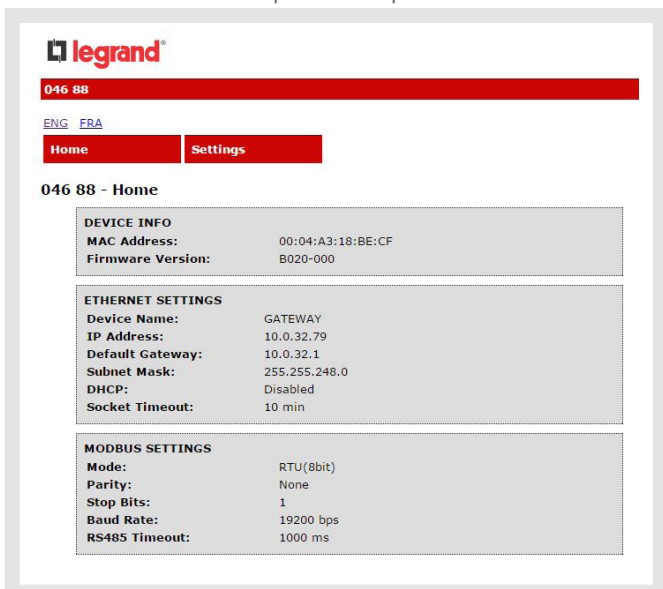 legrand®
046 88
ENG FRA
Home Settings
046 88 - Home
DEVICE INFO
MAC Address: 00:04:A3:18:BE:CF
Firmware Version: B020-000
ETHERNET SETTINGS
Device Name: GATEWAY
IP Address: 10.0.32.79
Default Gateway: 10.0.32.1
Subnet Mask: 255.255.248.0
DHCP: Disabled
Socket Timeout: 10 min
MODBUS SETTINGS
Mode: RTU(8bit)
Parity: None
Stop Bits: 1
Baud Rate: 19200 bps
RS485 Timeout: 1000 ms